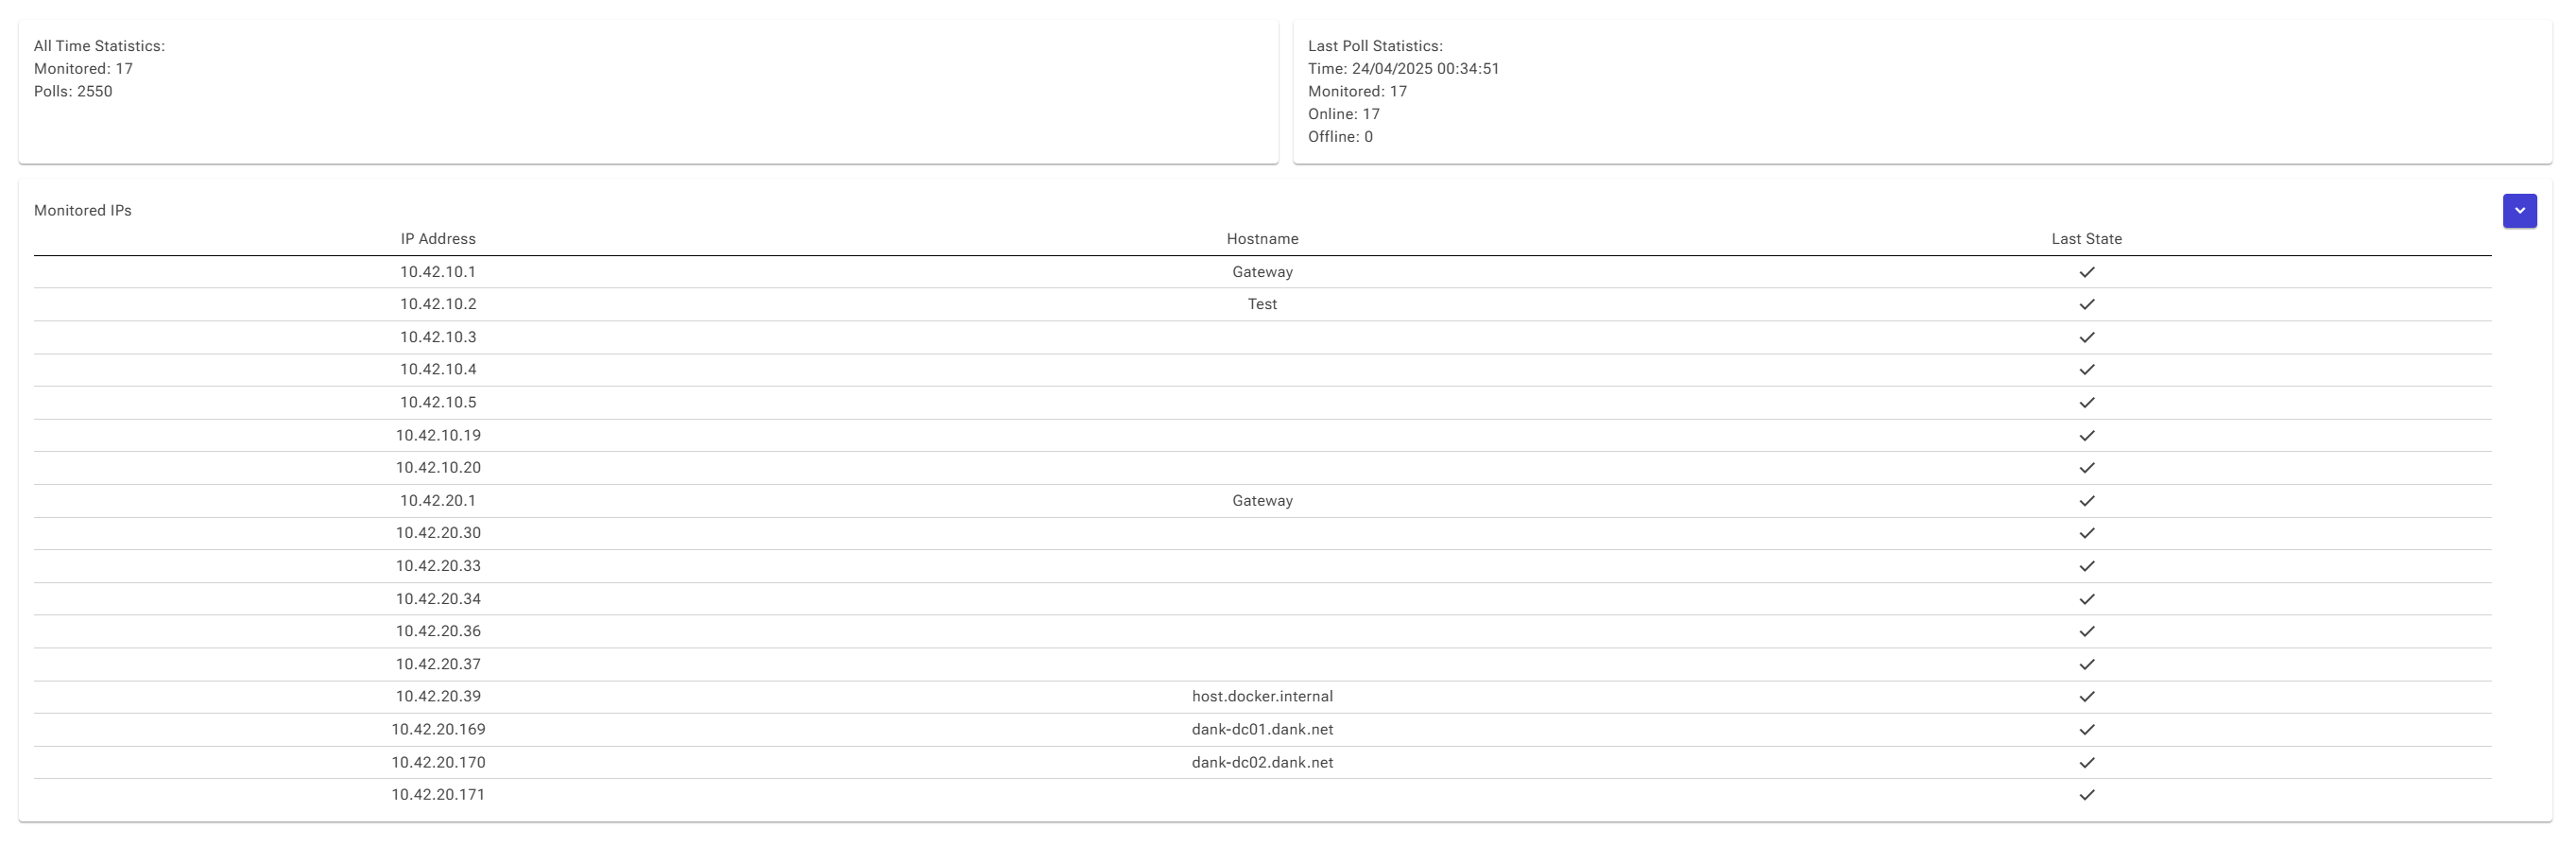 All Time Statistics:
Monitored: 17
Polls: 2550
Last Poll Statistics:
Time: 24/04/2025 00:34:51
Monitored: 17
Online: 17
Offline: 0
Monitored IPs
IP Address Hostname Last State
10.42.10.1 Gateway
10.42.10.2 Test
10.42.10.3
10.42.10.4
10.42.10.5
10.42.10.19
10.42.10.20
10.42.20.1 Gateway
10.42.20.30
10.42.20.33
10.42.20.34
10.42.20.36
10.42.20.37
10.42.20.39 host.docker.internal
10.42.20.169 dank-dc01.dank.net
10.42.20.170 dank-dc02.dank.net
10.42.20.171